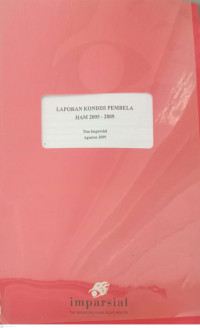 LAPORAN KONDISI PEMBELA
HAM 2005 - 2009
Tim Imparsial
Agustus 2009
imparsial